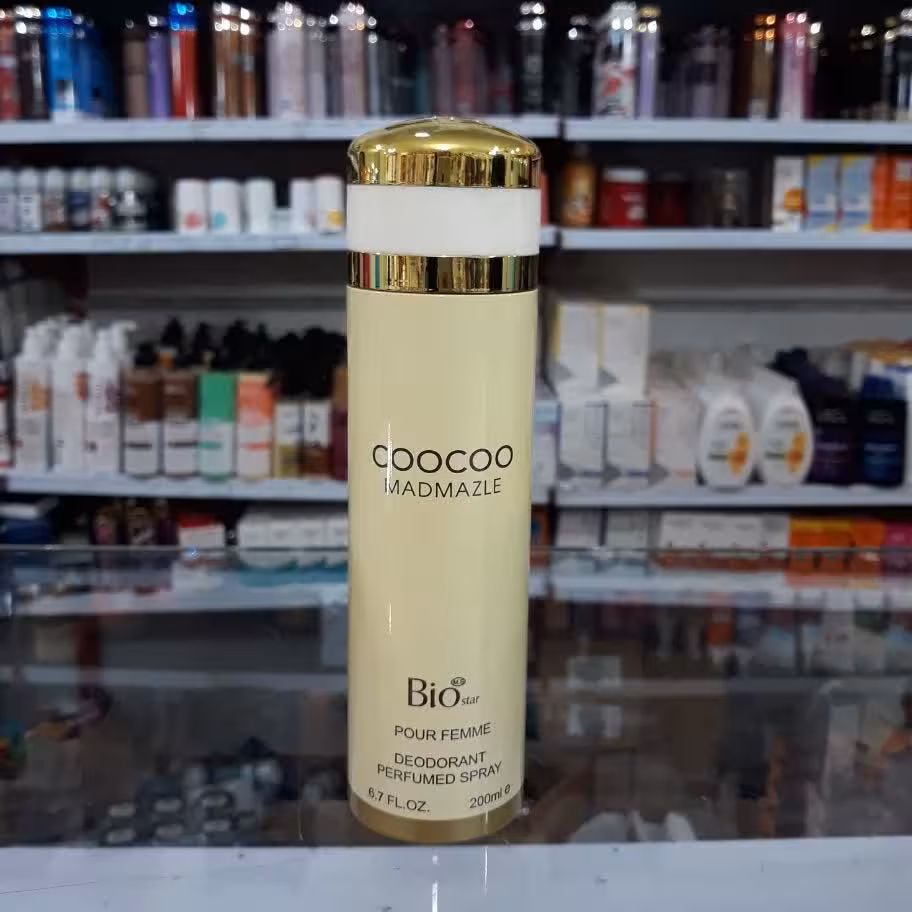 COOCOO
MADMAZLE
Bio star
POUR FEMME
DEODORANT
PERFUMED SPRAY
6.7 FL.OZ. 200ml e